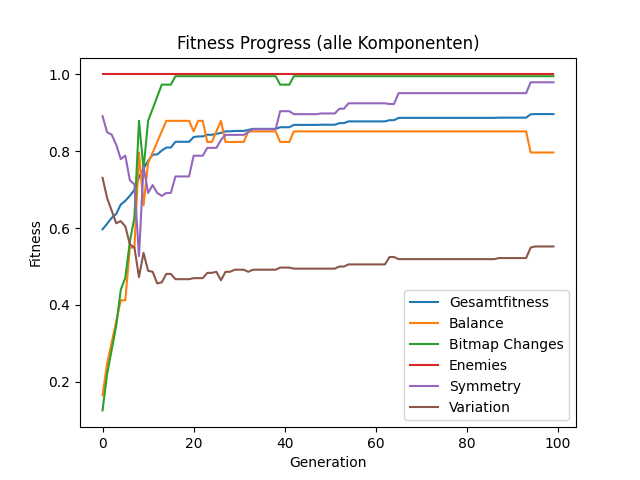 Fitness Progress (alle Komponenten)
1.0
0.8
0.6
0.4
0.2
Fitness
0 20 40 60 80 100
Generation
Gesamtfitness
Balance
Bitmap Changes
Enemies
Symmetry
Variation